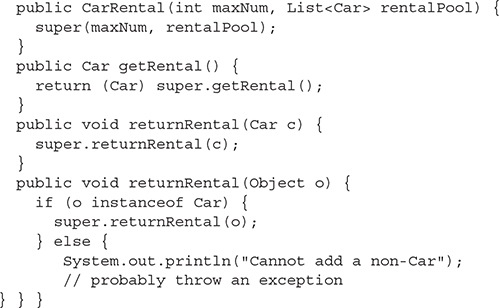 public CarRental(int maxNum, List<Car> rentalPool) {
super(maxNum, rentalPool);
}
public Car getRental() {
return (Car) super.getRental();
}
public void returnRental(Car c) {
super.returnRental(c);
}
public void returnRental(Object o) {
if (o instanceof Car) {
super.returnRental(o);
} else {
System.out.println("Cannot add a non-Car");
// probably throw an exception
} } }